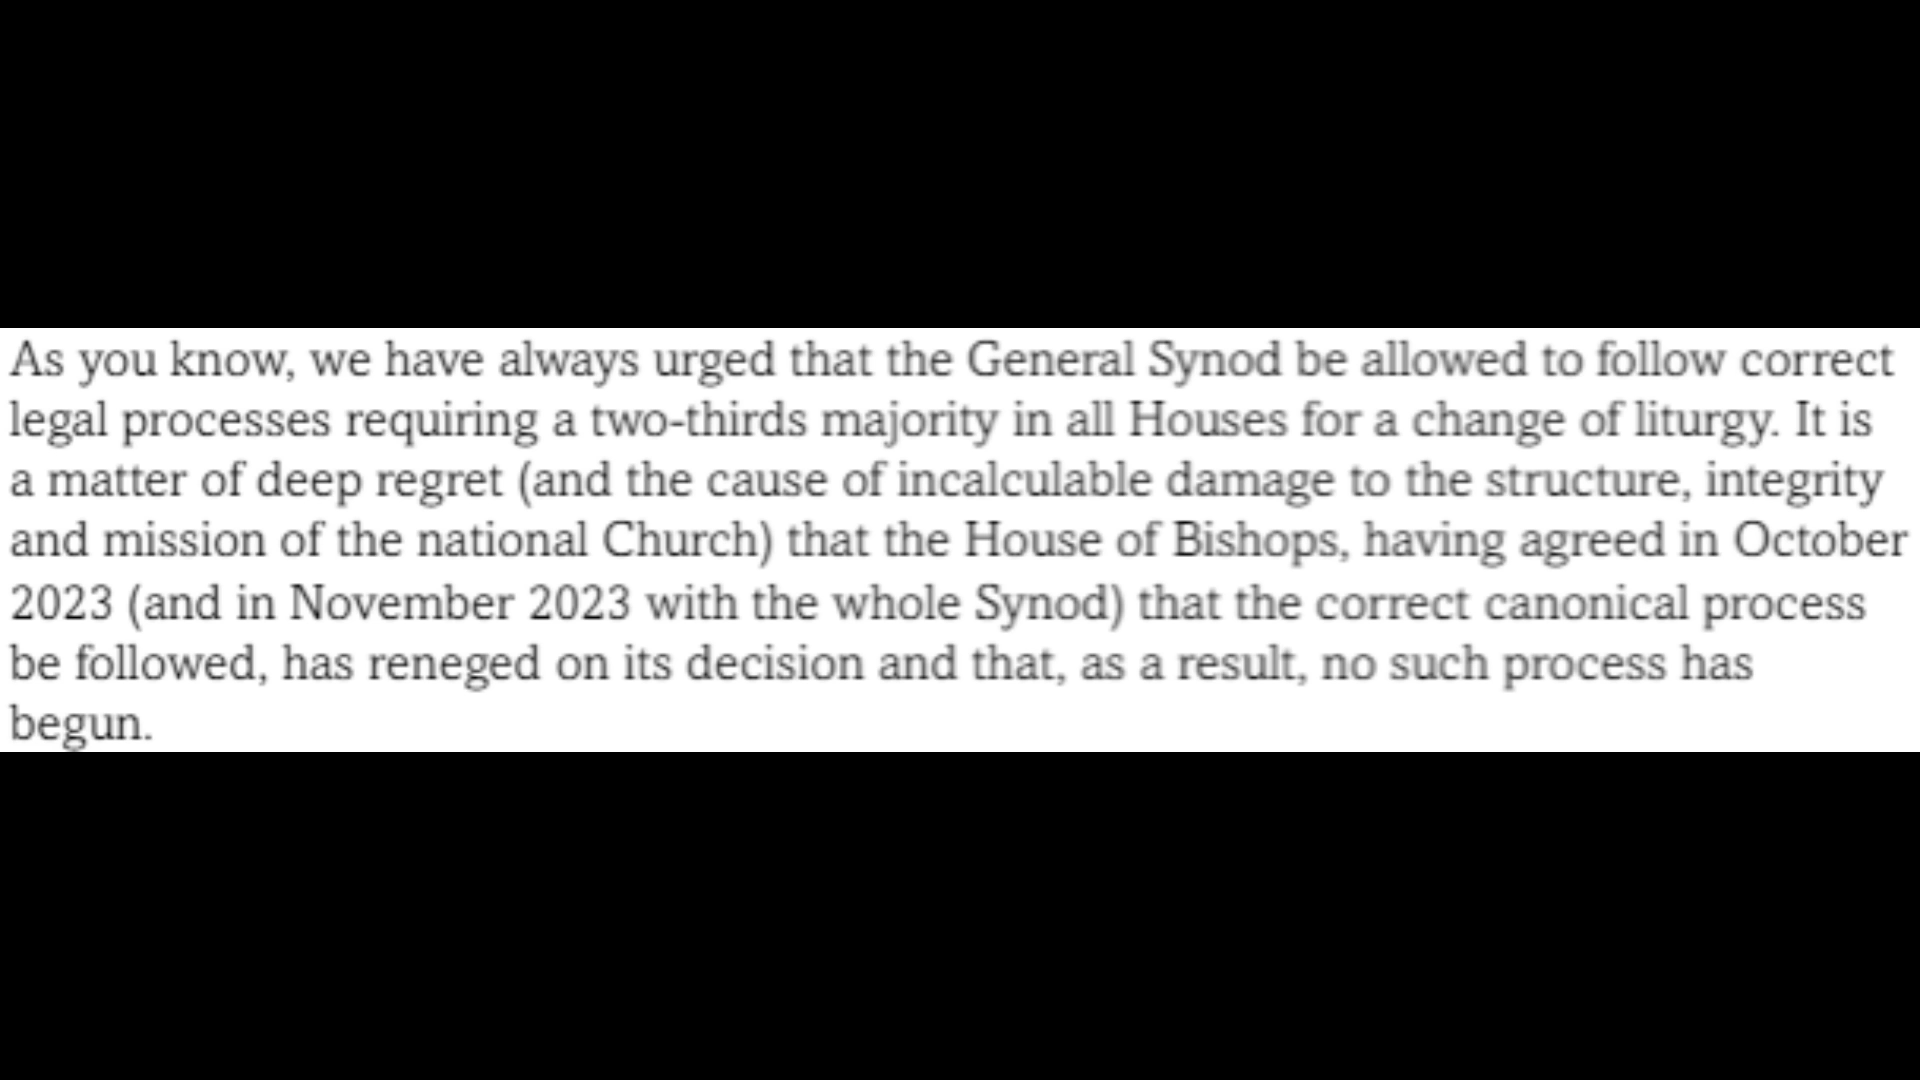 As you know, we have always urged that the General Synod be allowed to follow correct
legal processes requiring a two-thirds majority in all Houses for a change of liturgy. It is
a matter of deep regret (and the cause of incalculable damage to the structure, integrity
and mission of the national Church) that the House of Bishops, having agreed in October
2023 (and in November 2023 with the whole Synod) that the correct canonical process
be followed, has reneged on its decision and that, as a result, no such process has
begun.